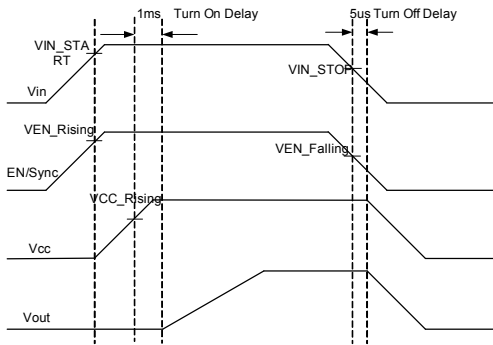 1ms Turn On Delay
5us Turn Off Delay
VIN_STA
RT
VIN_STOP
Vin
VEN_Rising
VEN_Falling
EN/Sync
VCC_Rising
Vcc
Vout